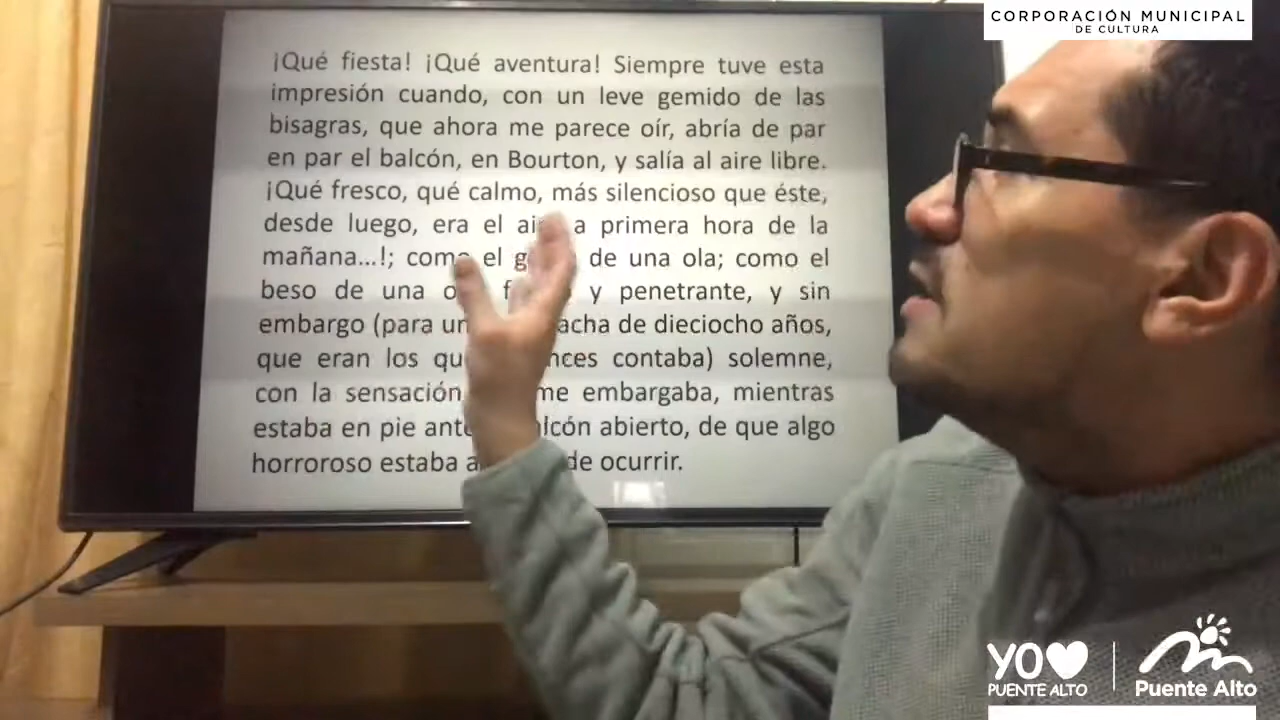 CORPORACIÓN MUNICIPAL
DE CULTURA
¡Qué fiesta! ¡Qué aventura! Siempre tuve esta
impresión cuando, con un leve gemido de las
bisagras, que ahora me parece oír, abría de par
en par el balcón, en Bourton, y salía al aire libre.
¡Qué fresco, qué calmo, más silencioso que éste,
desde luego, era el a primera hora de la
mañana...!; como el de una ola; como el
beso de una y penetrante, y sin
embargo (para de dieciocho años,
que eran los contaba) solemne,
con la sensación me embargaba, mientras
estaba en pie abierto, de que algo
horroroso estaba de ocurrir.
YO
PUENTE ALTO
Puente Alto